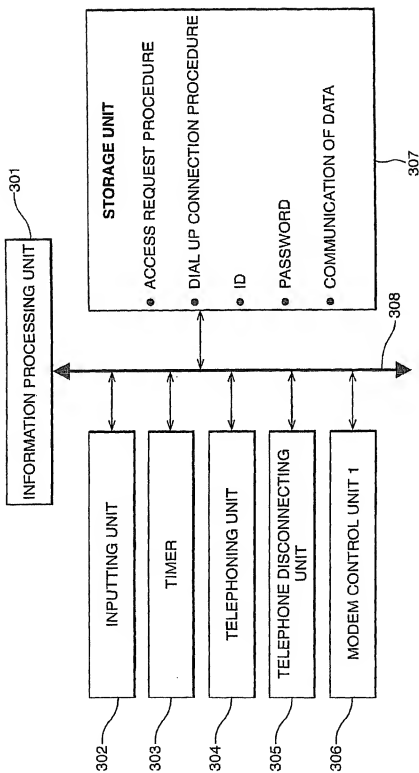 301
INFORMATION PROCESSING UNIT
302
INPUTTING UNIT
303
TIMER
304
TELEPHONING UNIT
305
TELEPHONE DISCONNECTING
UNIT
306
MODEM CONTROL UNIT 1
STORAGE UNIT
● ACCESS REQUEST PROCEDURE
● DIAL UP CONNECTION PROCEDURE
● ID
● PASSWORD
● COMMUNICATION OF DATA
307
308